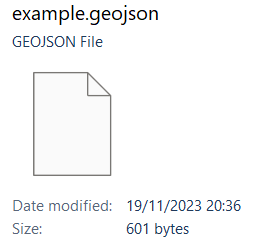 example.geojson
GEOJSON File
Date modified: 19/11/2023 20:36
Size: 601 bytes